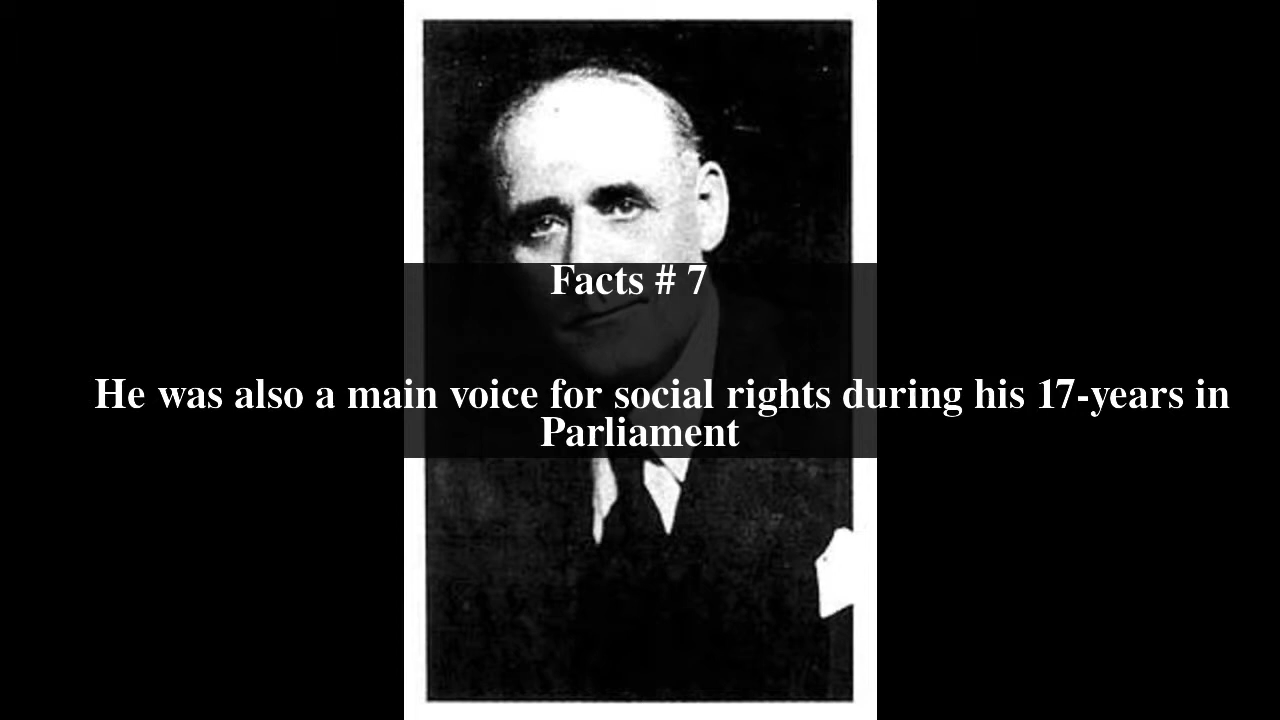 Facts # 7
He was also a main voice for social rights during his 17-years in
Parliament